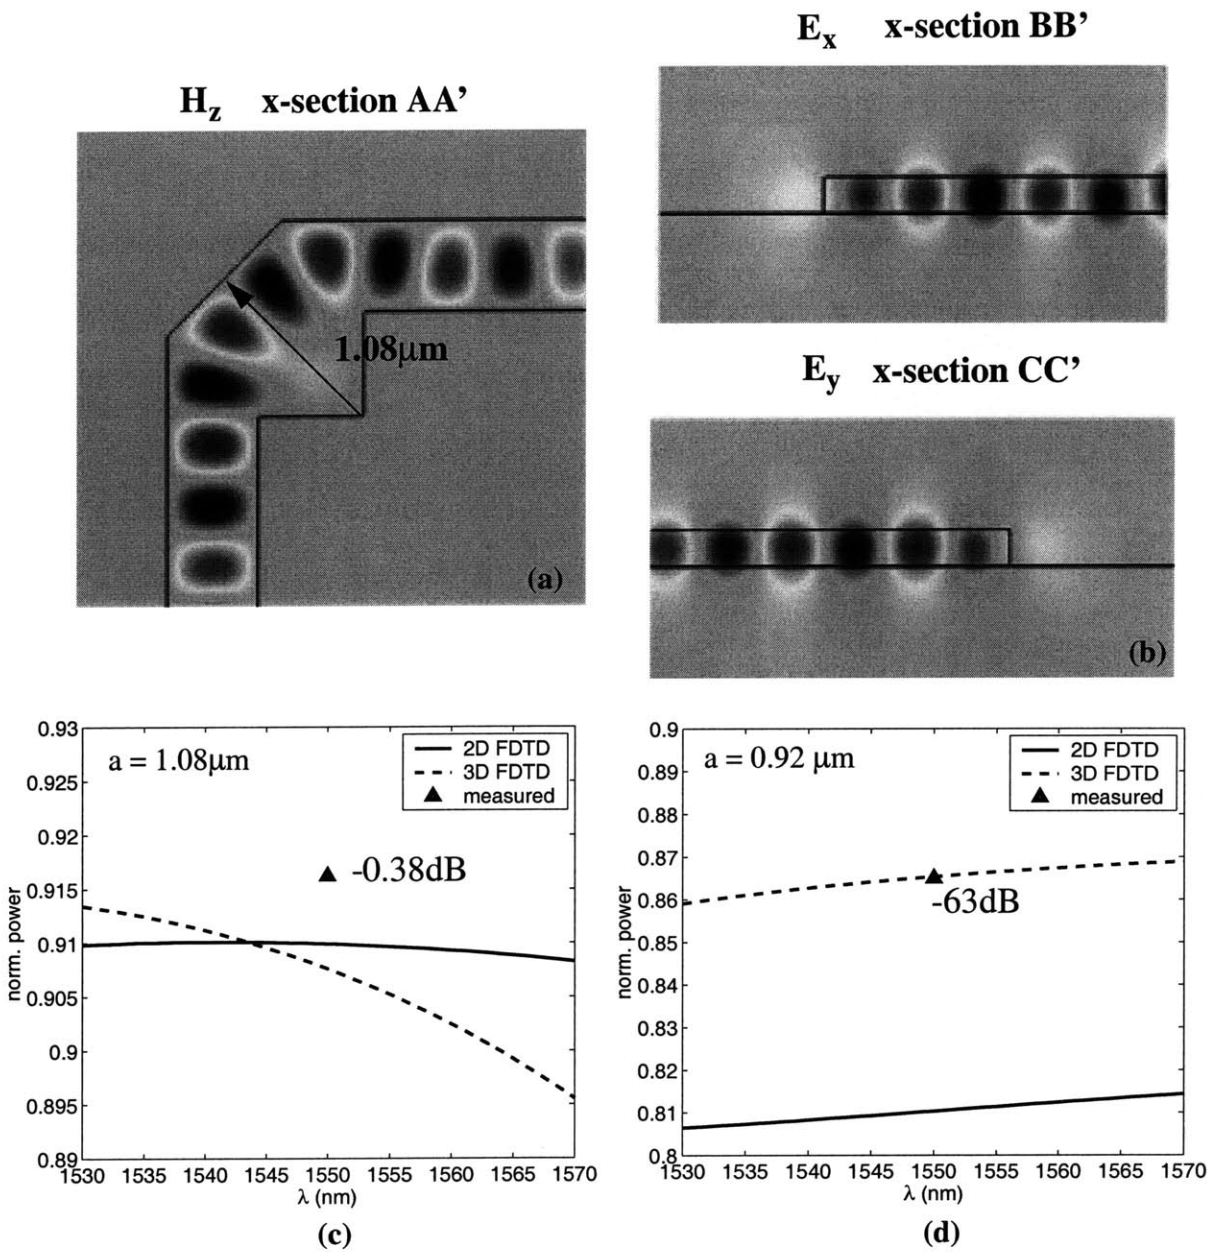 H_z x-section AA’
1.08μm
(a)
E_x x-section BB’
E_y x-section CC’
(b)
a = 1.08μm
2D FDTD
3D FDTD
measured
-0.38dB
0.93
0.925
0.92
0.915
0.91
0.905
0.9
0.895
0.89
norm. power
1530 1535 1540 1545 1550 1555 1560 1565 1570
λ (nm)
(c)
a = 0.92 μm
2D FDTD
3D FDTD
measured
-63dB
0.9
0.89
0.88
0.87
0.86
0.85
0.84
0.83
0.82
0.81
0.8
norm. power
1530 1535 1540 1545 1550 1555 1560 1565 1570
λ (nm)
(d)